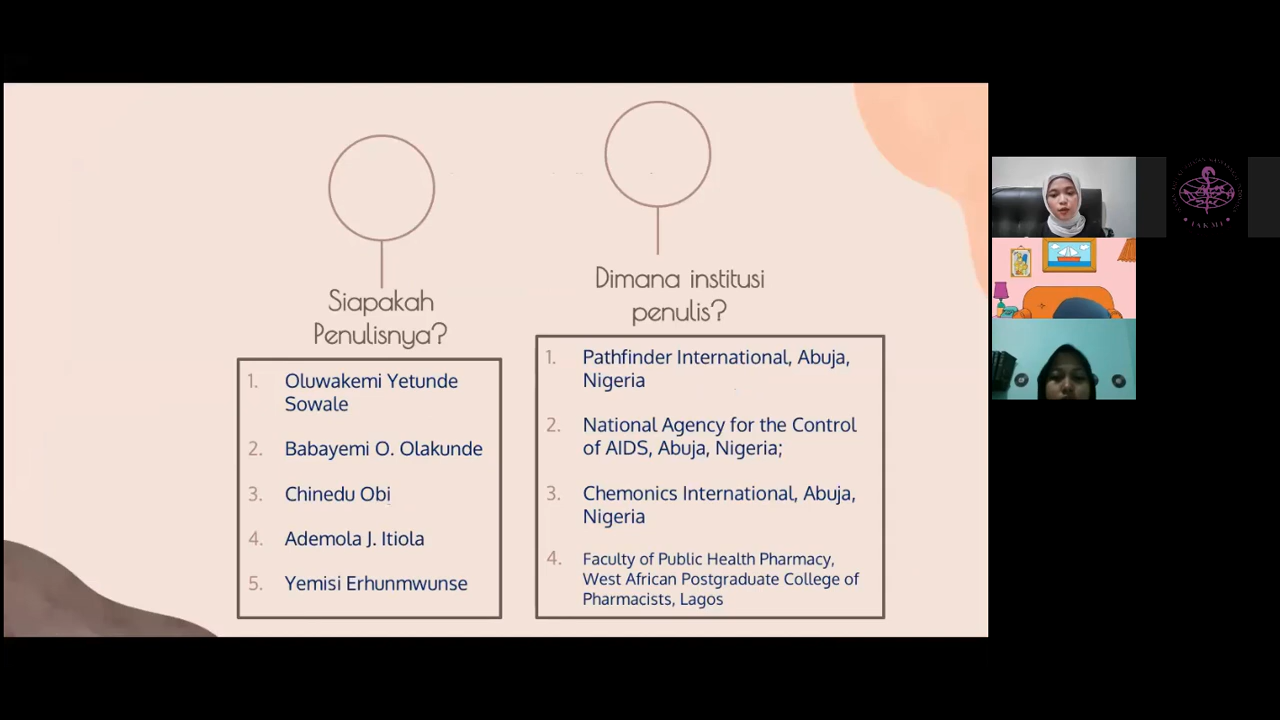 Siapakah
Penulisnya?
1. Oluwakemi Yetunde
Sowale
2. Babayemi O. Olakunde
3. Chinedu Obi
4. Ademola J. Itiola
5. Yemisi Erhunmwunse
Dimana institusi
penulis?
1. Pathfinder International, Abuja,
Nigeria
2. National Agency for the Control
of AIDS, Abuja, Nigeria;
3. Chemonics International, Abuja,
Nigeria
4. Faculty of Public Health Pharmacy,
West African Postgraduate College of
Pharmacists, Lagos
IAKMI